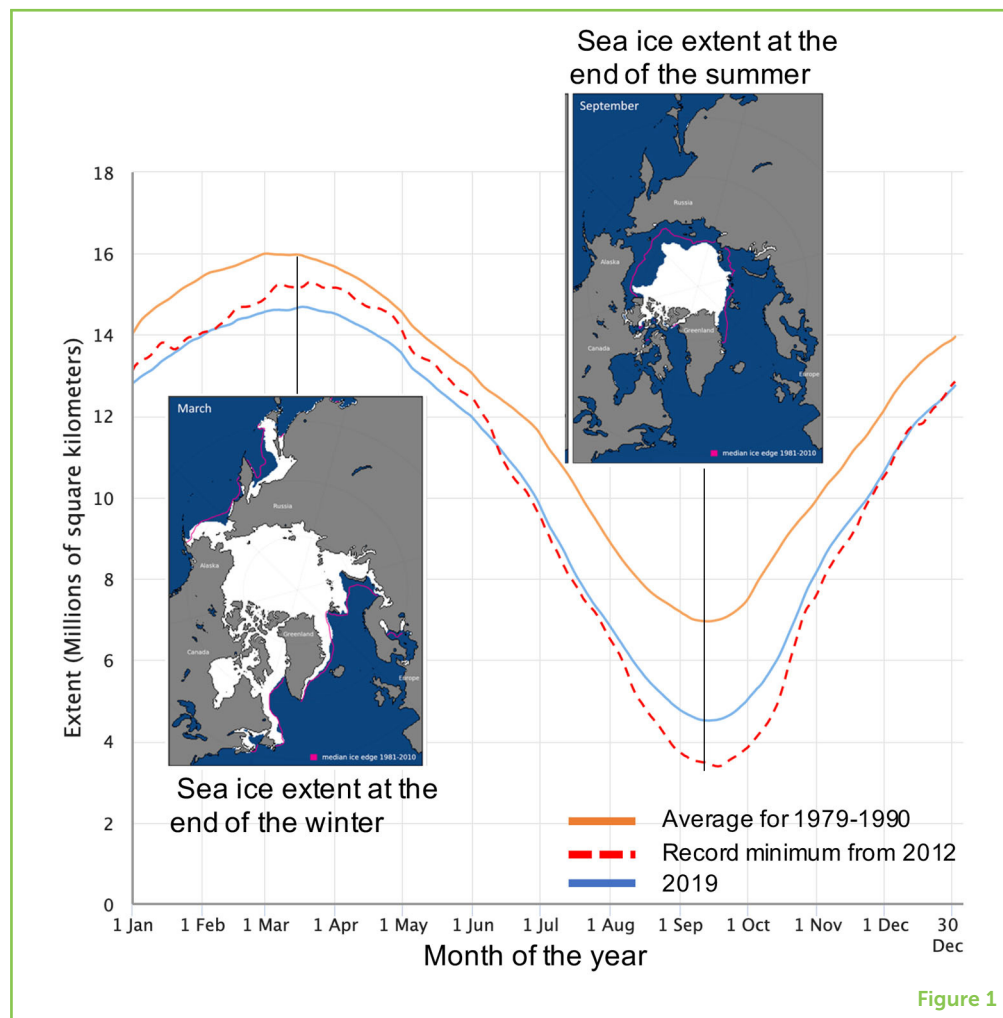 Sea ice extent at the
end of the summer
September
Russia
Alaska
Greenland
Canada
Europe
median ice edge 1981-2010
18
16
14
12
10
8
6
4
2
0
Extent (Millions of square kilometers)
March
Russia
Alaska
Greenland
Canada
Europe
median ice edge 1981-2010
Sea ice extent at the
end of the winter
Average for 1979-1990
Record minimum from 2012
2019
1 Jan 1 Feb 1 Mar 1 Apr 1 May 1 Jun 1 Jul 1 Aug 1 Sep 1 Oct 1 Nov 1 Dec 30
Dec
Month of the year
Figure 1